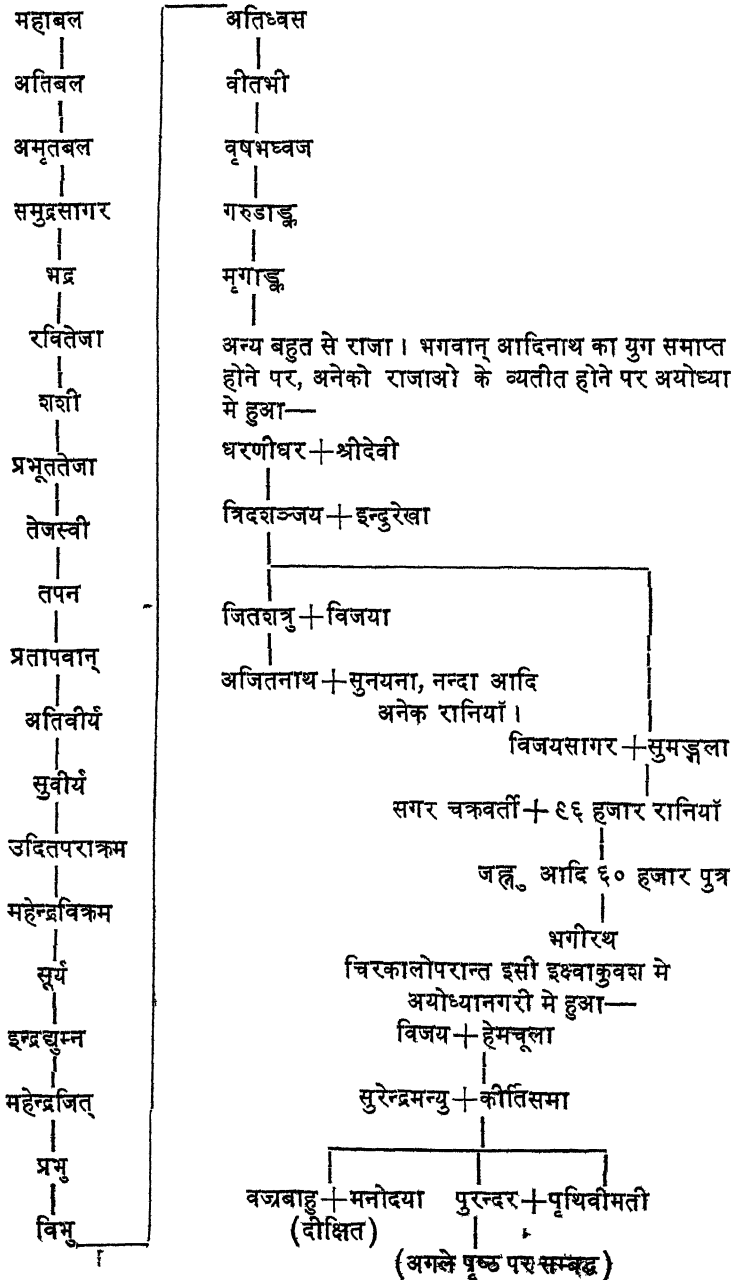 महाबल
अतिबल
अमृतबल
समुद्रसागर
भद्र
रवितेजा
शशी
प्रभूततेजा
तेजस्वी
तपन
प्रतापवान्
अतिवीर्य
सुवीर्य
उदितपराक्रम
महेन्द्रविक्रम
सूर्य
इन्द्रद्युम्न
महेन्द्रजित्
प्रभु
विभु
अतिध्वस
वीतभी
वृषभध्वज
गरुडाङ्क
मृगाङ्क
अन्य बहुत से राजा । भगवान् आदिनाथ का युग समाप्त
होने पर, अनेको राजाओ के व्यतीत होने पर अयोध्या
मे हुआ—
धरणीधर + श्रीदेवी
त्रिदशञ्जय + इन्दुरेखा
जितशत्रु + विजया
अजितनाथ + सुनयना, नन्दा आदि
अनेक रानियाँ ।
विजयसागर + सुमङ्गला
सगर चक्रवर्ती + ९६ हजार रानियाँ
जह्नु आदि ६० हजार पुत्र
भगीरथ
चिरकालोपरान्त इसी इक्ष्वाकुवश मे
अयोध्यानगरी मे हुआ—
विजय + हेमचूला
सुरेन्द्रमन्यु + कीर्तिसमा
वज्रबाहु + मनोदया पुरन्दर + पृथिवीमती
(दीक्षित)
(अगले पृष्ठ पर सम्बद्ध)